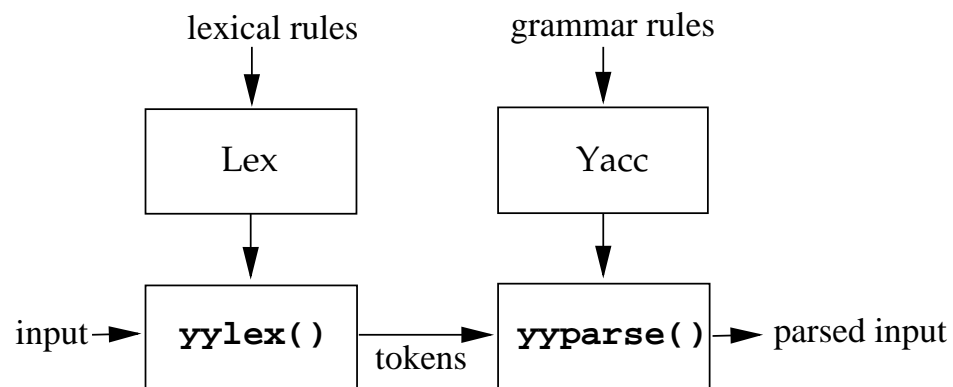 lexical rules
grammar rules
Lex
Yacc
input
yylex()
tokens
yyparse()
parsed input